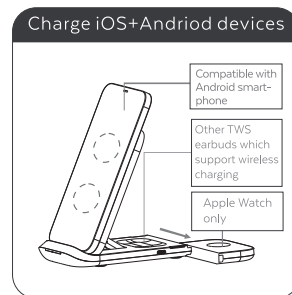 Charge iOS+Andriod devices
Compatible with
Android smart-
phone
Other TWS
earbuds which
support wireless
charging
Apple Watch
only